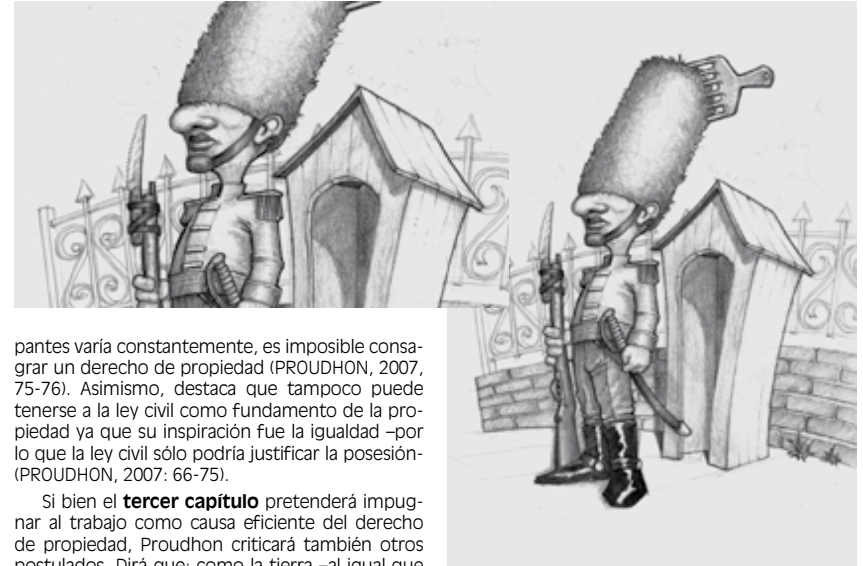 pantes varía constantemente, es imposible consa-
grar un derecho de propiedad (PROUDHON, 2007,
75-76). Asimismo, destaca que tampoco puede
tenerse a la ley civil como fundamento de la pro-
piedad ya que su inspiración fue la igualdad –por
lo que la ley civil sólo podría justificar la posesión-
(PROUDHON, 2007: 66-75).
Si bien el tercer capítulo pretenderá impug-
nar al trabajo como causa eficiente del derecho
de propiedad, Proudhon criticará también otros
postulados. Dirá que: como la tierra –al igual que